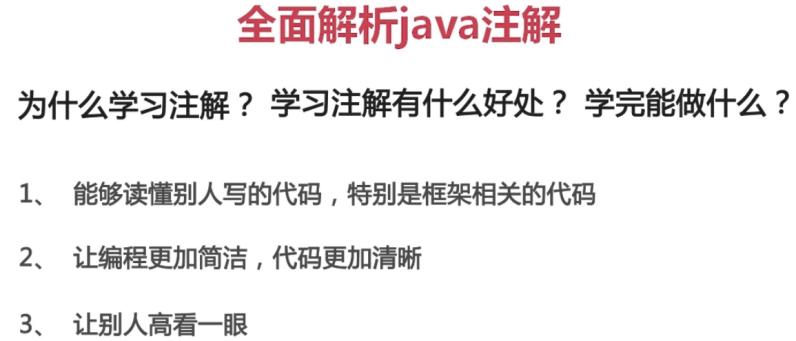 全面解析java注解
为什么学习注解？ 学习注解有什么好处？ 学完能做什么？
1、 能够读懂别人写的代码，特别是框架相关的代码
2、 让编程更加简洁，代码更加清晰
3、 让别人高看一眼